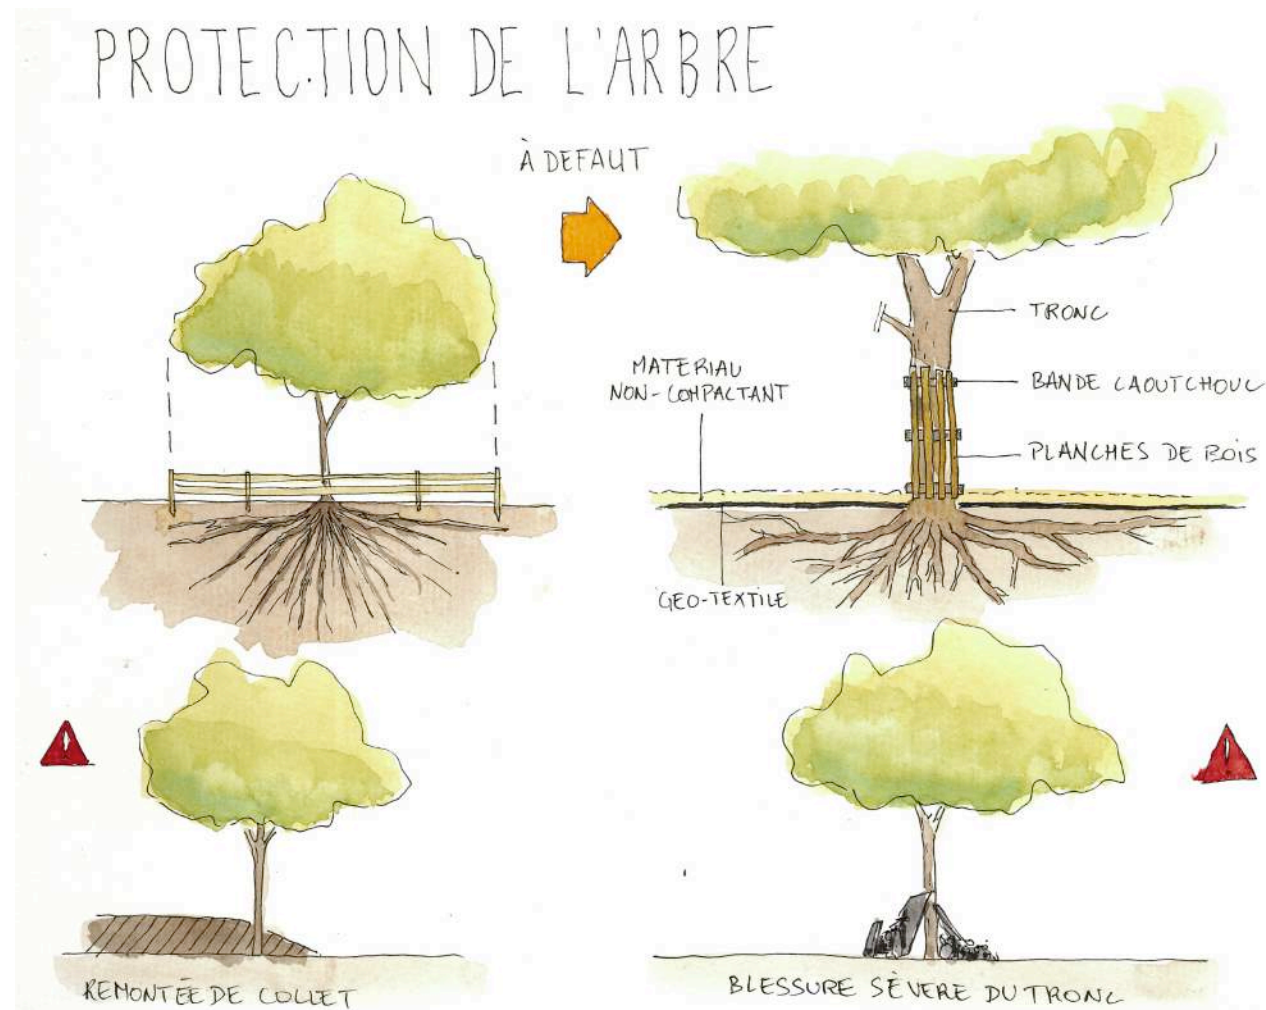 PROTECTION DE L'ARBRE
À DEFAUT
TRONC
MATERIAU
NON-COMPACTANT
BANDE CAOUTCHOUC
PLANCHES DE BOIS
GEO-TEXTILE
REMONTÉE DE COLLET
BLESSURE SÈVERE DU TRONC